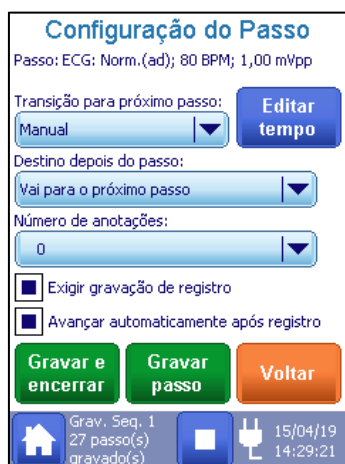 Configuração do Passo
Passo: ECG: Norm.(ad); 80 BPM; 1,00 mVpp
Transição para próximo passo:
Manual
Editar
tempo
Destino depois do passo:
Vai para o próximo passo
Número de anotações:
0
Exigir gravação de registro
Avançar automaticamente após registro
Gravar e
encerrar
Gravar
passo
Voltar
Grav. Seq. 1
27 passo(s)
gravado(s)
15/04/19
14:29:21